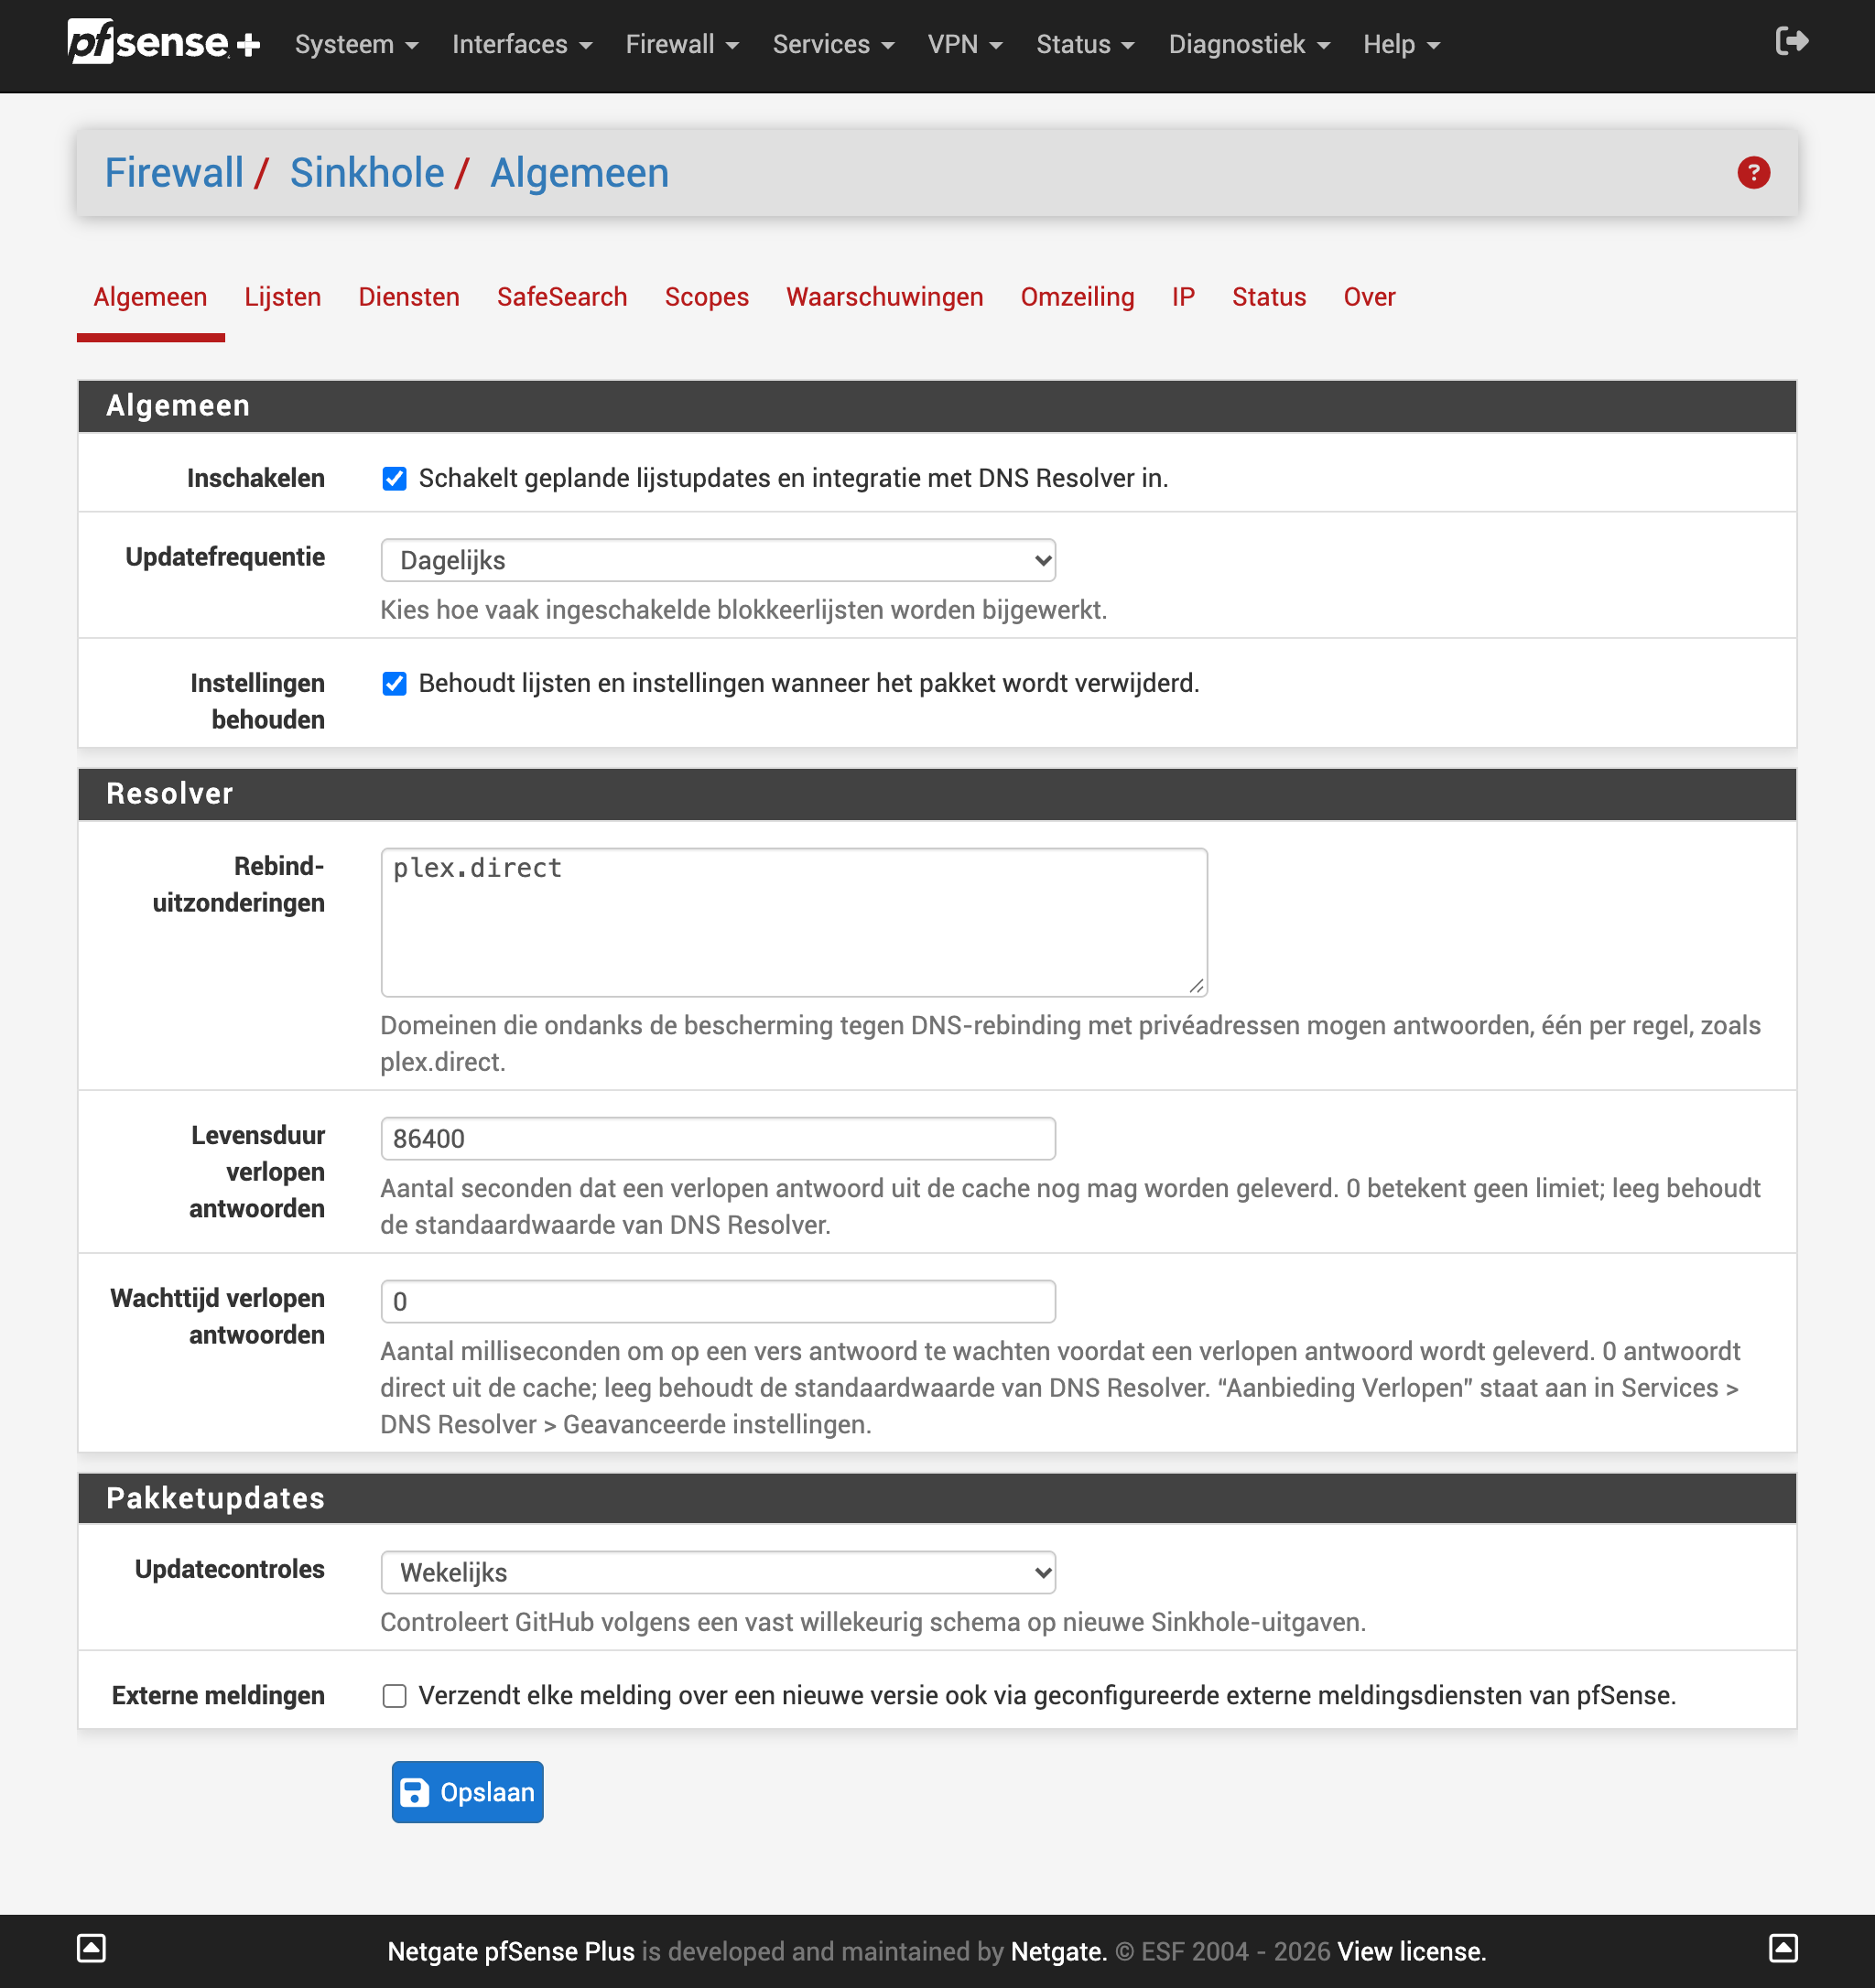 pfsense +
Systeem Interfaces Firewall Services VPN Status Diagnostiek Help
Firewall / Sinkhole / Algemeen
?
Algemeen Lijsten Diensten SafeSearch Scopes Waarschuwingen Omzeiling IP Status Over
Algemeen
Inschakelen Schakelt geplande lijstupdates en integratie met DNS Resolver in.
Updatefrequentie Dagelijks
Kies hoe vaak ingeschakelde blokkeerlijsten worden bijgewerkt.
Instellingen behouden Behoudt lijsten en instellingen wanneer het pakket wordt verwijderd.
Resolver
Rebind-
uitzonderingen
plex.direct
Domeinen die ondanks de bescherming tegen DNS-rebinding met privéadressen mogen antwoorden, één per regel, zoals
plex.direct.
Levensduur
verlopen
antwoorden
86400
Aantal seconden dat een verlopen antwoord uit de cache nog mag worden geleverd. 0 betekent geen limiet; leeg behoudt
de standaardwaarde van DNS Resolver.
Wachttijd verlopen
antwoorden
0
Aantal milliseconden om op een vers antwoord te wachten voordat een verlopen antwoord wordt geleverd. 0 antwoordt
direct uit de cache; leeg behoudt de standaardwaarde van DNS Resolver. “Aanbieding Verlopen” staat aan in Services >
DNS Resolver > Geavanceerde instellingen.
Pakketupdates
Updatecontroles Wekelijks
Controleert GitHub volgens een vast willekeurig schema op nieuwe Sinkhole-uitgaven.
Externe meldingen Verzendt elke melding over een nieuwe versie ook via geconfigureerde externe meldingsdiensten van pfSense.
Opslaan
Netgate pfSense Plus is developed and maintained by Netgate. © ESF 2004 - 2026 View license.